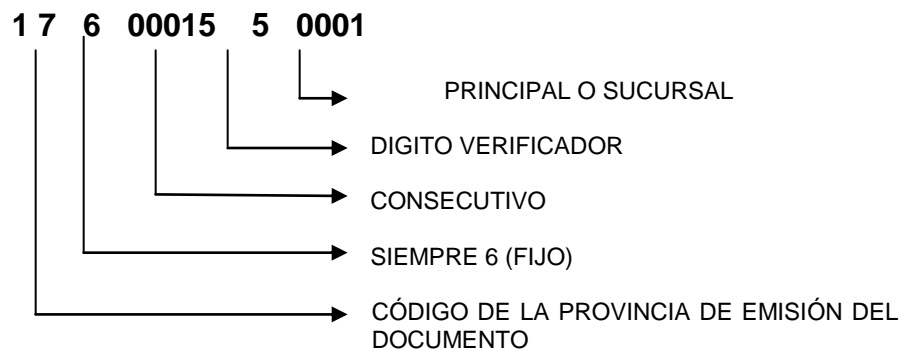 1 7 6 00015 5 0001
PRINCIPAL O SUCURSAL
DIGITO VERIFICADOR
CONSECUTIVO
SIEMPRE 6 (FIJO)
CÓDIGO DE LA PROVINCIA DE EMISIÓN DEL
DOCUMENTO